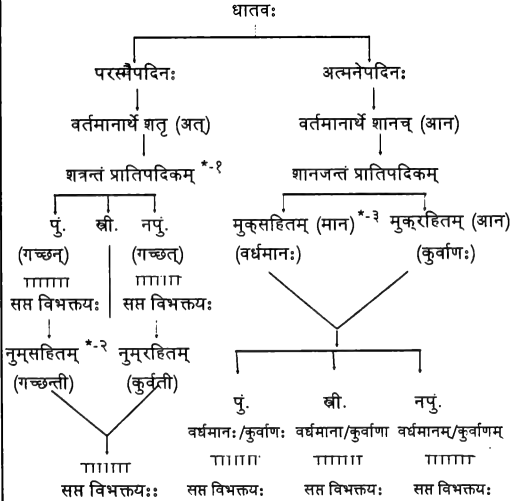 धातवः
परस्मैपदिनः अत्मनेपदिनः
वर्तमानार्थे शतृ (अत्) वर्तमानार्थे शानच् (आन)
शत्रन्तं प्रातिपदिकम् *-१ शानजन्तं प्रातिपदिकम्
पुं. स्त्री. नपुं. मुक्सहितम् (मान) *-३ मुक्रहितम् (आन)
(गच्छन्) (गच्छत्) (वर्धमानः) (कुर्वाणः)
सप्त विभक्तयः सप्त विभक्तयः
नुम्सहितम् *-२ नुम्रहितम्
(गच्छन्ती) (कुर्वती)
पुं. स्त्री. नपुं.
वर्धमानः/कुर्वाणः वर्धमाना/कुर्वाणा वर्धमानम्/कुर्वाणम्
सप्त विभक्तयःः सप्त विभक्तयः सप्त विभक्तयः सप्त विभक्तयः